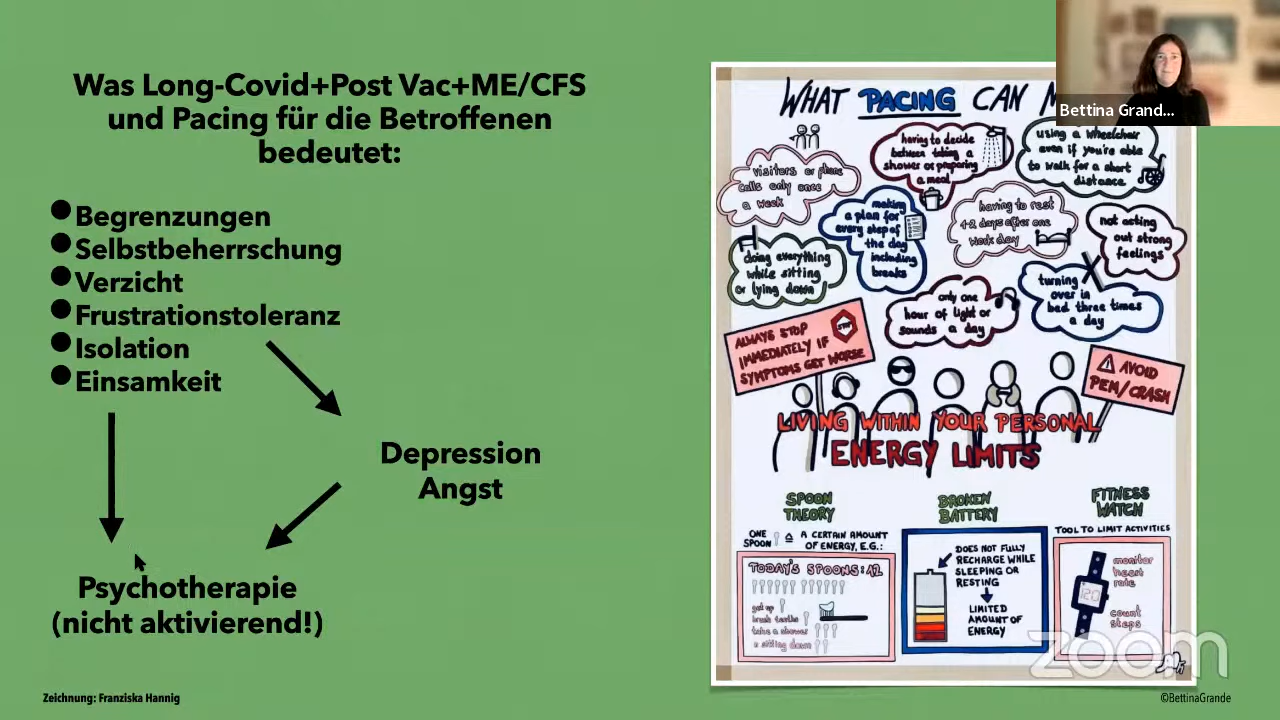 Was Long-Covid+Post Vac+ME/CFS
und Pacing für die Betroffenen
bedeutet:
Begrenzungen
Selbstbeherrschung
Verzicht
Frustrationstoleranz
Isolation
Einsamkeit
Depression
Angst
Psychotherapie
(nicht aktivierend!)
Zeichnung: Franziska Hannig
WHAT PACING CAN
Bettina Grand...
visitors or phone
calls only once
a week
having to decide
between taking a
shower or preparing
a meal
using a wheelchair
even if you're able
to walk for a short
distance
making
a plan for
every step of
the day
including
breaks
having to rest
1-2 days after one
work day
not acting
out strong
feelings
doing everything
while sitting
or lying down
only one
hour of light or
sounds a day
turning
over in
bed three times
a day
ALWAYS STOP
IMMEDIATELY IF
SYMPTOMS GET WORSE
STOP
AVOID
PEM/CRASH
LIVING WITHIN YOUR PERSONAL
ENERGY LIMITS
SPOON
THEORY
ONE
SPOON
A CERTAIN AMOUNT
OF ENERGY, E.G.:
TODAY'S SPOONS: 12
get up
brush teeth
take a shower
sitting down
BROKEN
BATTERY
DOES NOT FULLY
RECHARGE WHILE
SLEEPING OR
RESTING
LIMITED
AMOUNT OF
ENERGY
FITNESS
WATCH
TOOL TO LIMIT ACTIVITIES
monitor
heart
rate
120
count
steps
zoom
©BettinaGrande